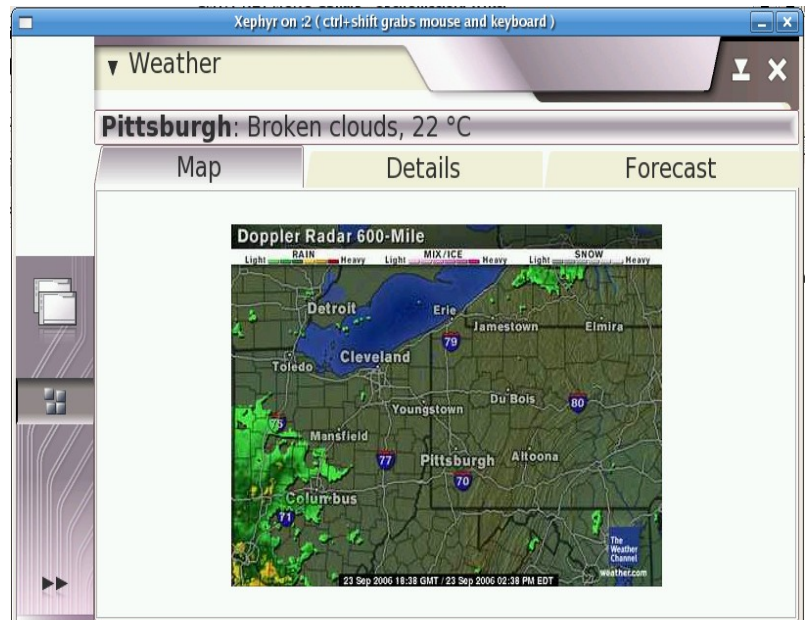 Zephyr on :2 ( ctrl+shift grabs mouse and keyboard )
Weather
Pittsburgh: Broken clouds, 22 °C
Map Details Forecast
Doppler Radar 600-Mile
RAIN MIX/ICE SNOW
Light Heavy Light Heavy Light Heavy
Detroit
Erie
Jamestown
Elmira
79
Cleveland
Toledo
Du Bois
80
Youngstown
75
Mansfield
77
Pittsburgh
Altoona
70
Columbus
71
The
Weather
Channel
weather.com
23 Sep 2006 18:38 GMT / 23 Sep 2006 02:38 PM EDT